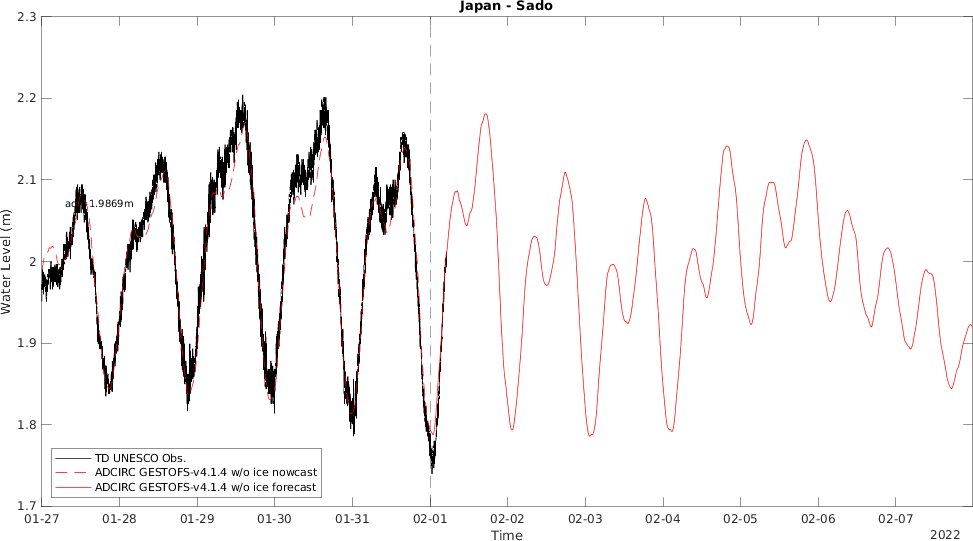 Japan - Sado
2.3
2.2
2.1
2
1.9
1.8
1.7
Water Level (m)
1.9869m
TD UNESCO Obs.
ADCIRC GESTOFS-v4.1.4 w/o ice nowcast
ADCIRC GESTOFS-v4.1.4 w/o ice forecast
01-27 01-28 01-29 01-30 01-31 02-01 02-02 02-03 02-04 02-05 02-06 02-07
Time
2022